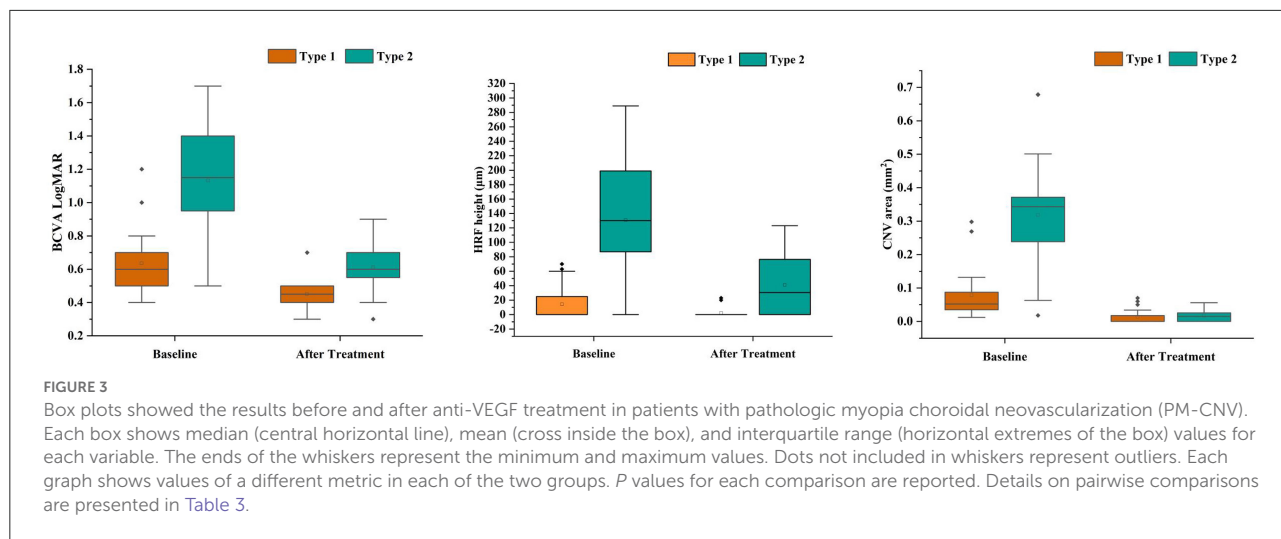 Type 1 Type 2
1.8
1.6
1.4
1.2
1.0
0.8
0.6
0.4
0.2
BCVA LogMAR
Baseline After Treatment
Type 1 Type 2
320
300
280
260
240
220
200
180
160
140
120
100
80
60
40
20
0
-20
HRF height (μm)
Baseline After Treatment
Type 1 Type 2
0.7
0.6
0.5
0.4
0.3
0.2
0.1
0.0
CNV area (mm²)
Baseline After Treatment
FIGURE 3
Box plots showed the results before and after anti-VEGF treatment in patients with pathologic myopia choroidal neovascularization (PM-CNV).
Each box shows median (central horizontal line), mean (cross inside the box), and interquartile range (horizontal extremes of the box) values for
each variable. The ends of the whiskers represent the minimum and maximum values. Dots not included in whiskers represent outliers. Each
graph shows values of a different metric in each of the two groups. P values for each comparison are reported. Details on pairwise comparisons
are presented in Table 3.